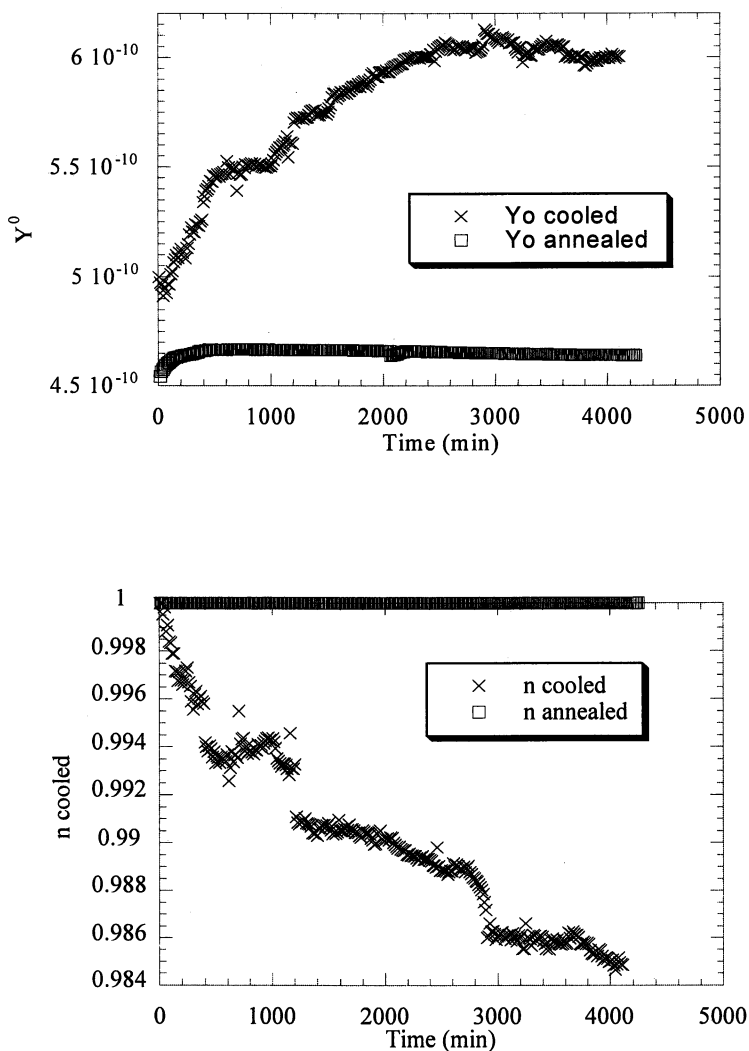 6 10⁻¹⁰
5.5 10⁻¹⁰
5 10⁻¹⁰
4.5 10⁻¹⁰
Y⁰
Yo cooled
Yo annealed
0 1000 2000 3000 4000 5000
Time (min)
1
0.998
0.996
0.994
0.992
0.99
0.988
0.986
0.984
n cooled
n cooled
n annealed
0 1000 2000 3000 4000 5000
Time (min)